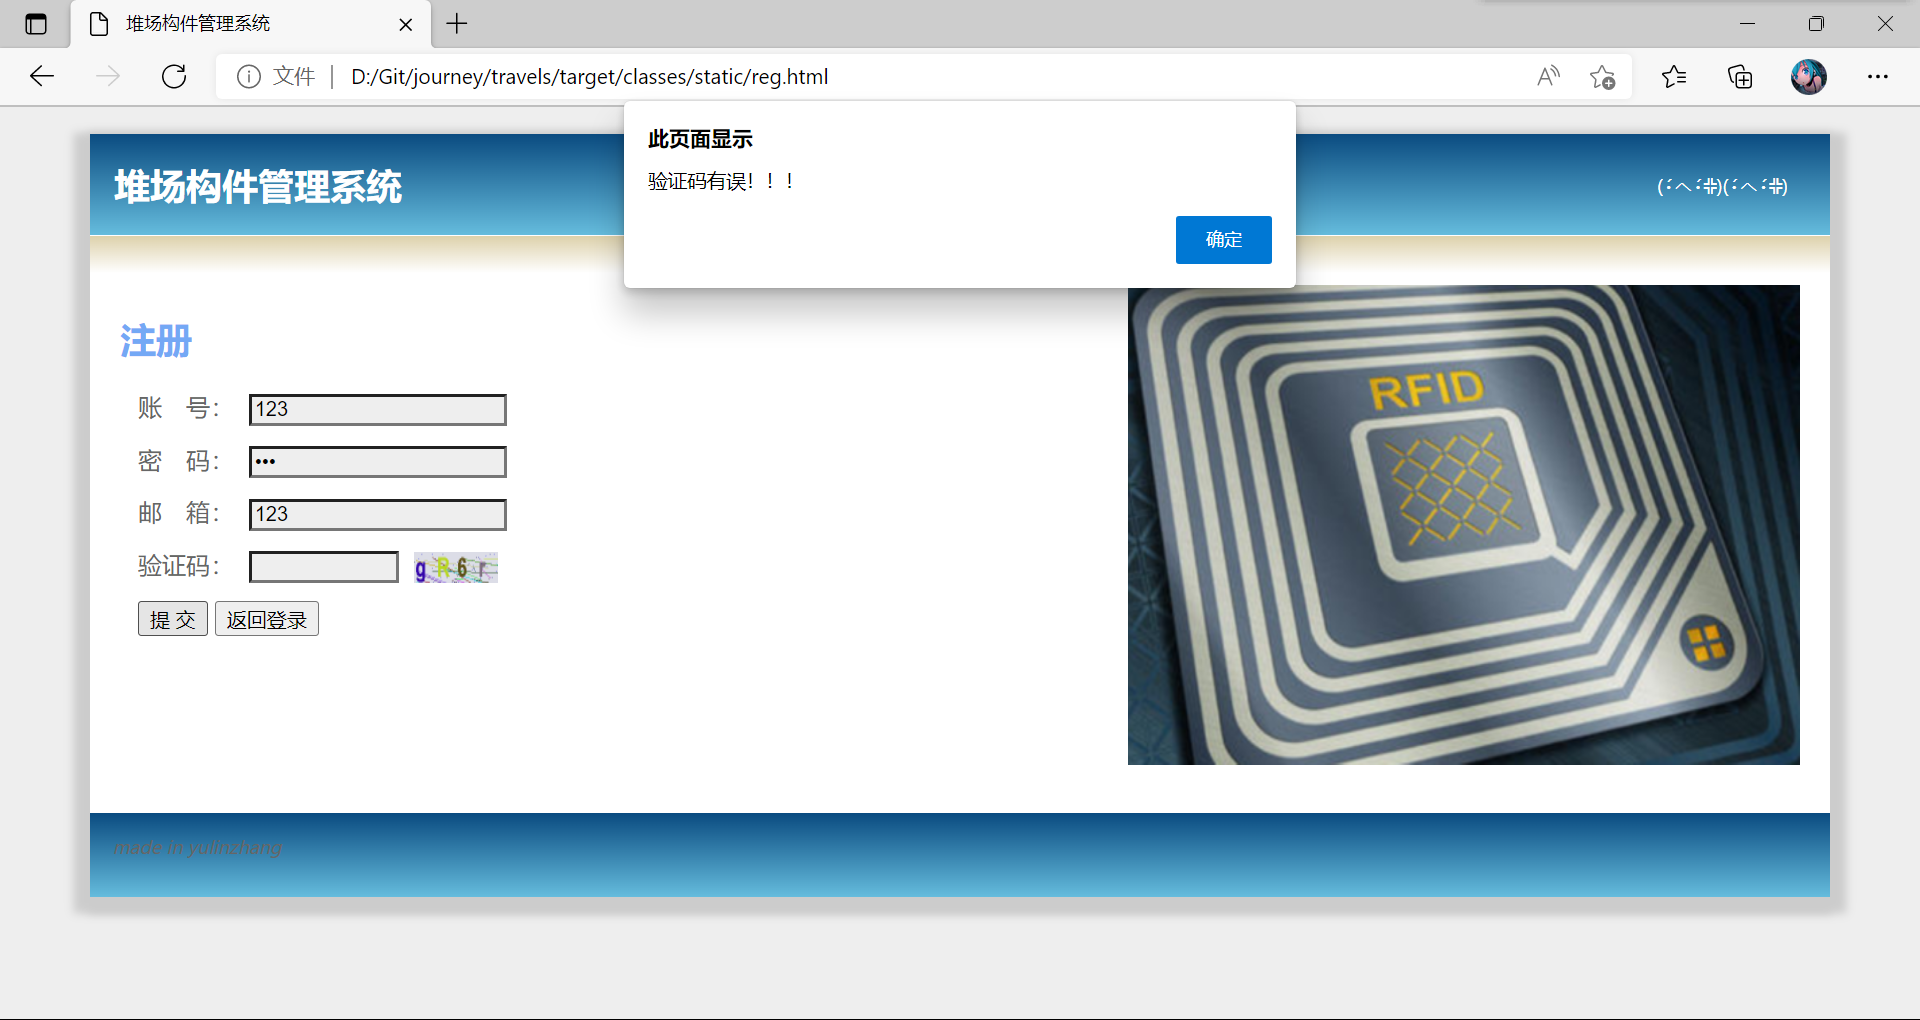 堆场构件管理系统
文件 D:/Git/journey/travels/target/classes/static/reg.html
此页面显示
验证码有误！！！
确定
堆场构件管理系统
注册
账 号：
123
密 码：
•••
邮 箱：
123
验证码：
gR6r
提 交 返回登录
RFID
made in yulinzhang